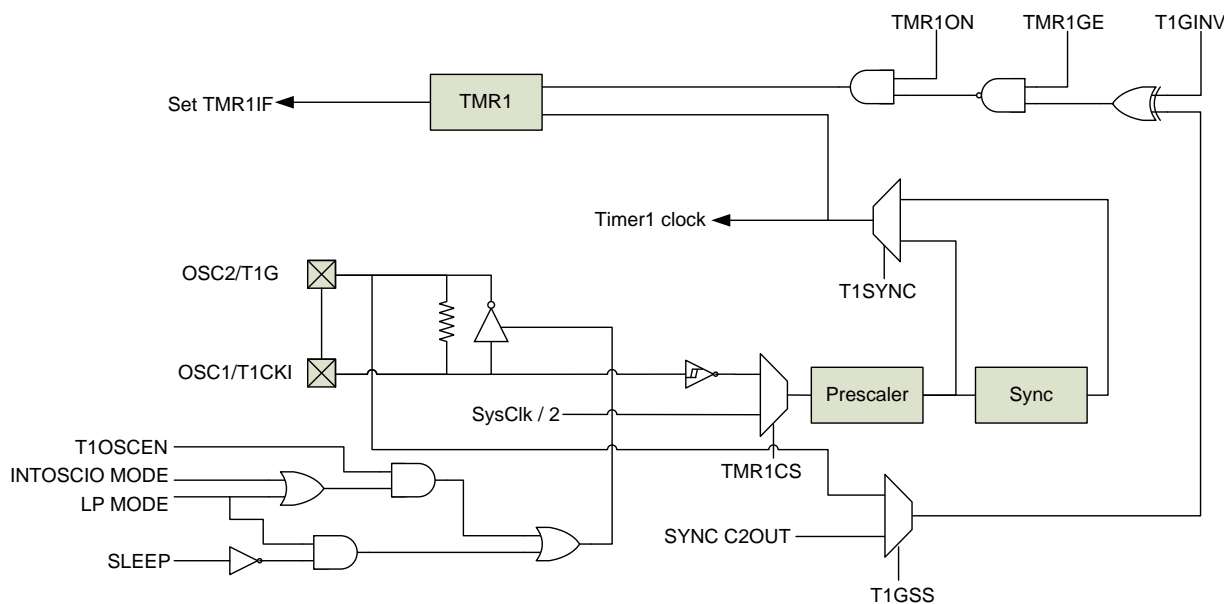 TMR1ON
TMR1GE
T1GINV
Set TMR1IF
TMR1
Timer1 clock
T1SYNC
OSC2/T1G
OSC1/T1CKI
Prescaler
Sync
SysClk / 2
TMR1CS
T1OSCEN
INTOSCIO MODE
LP MODE
SLEEP
SYNC C2OUT
T1GSS